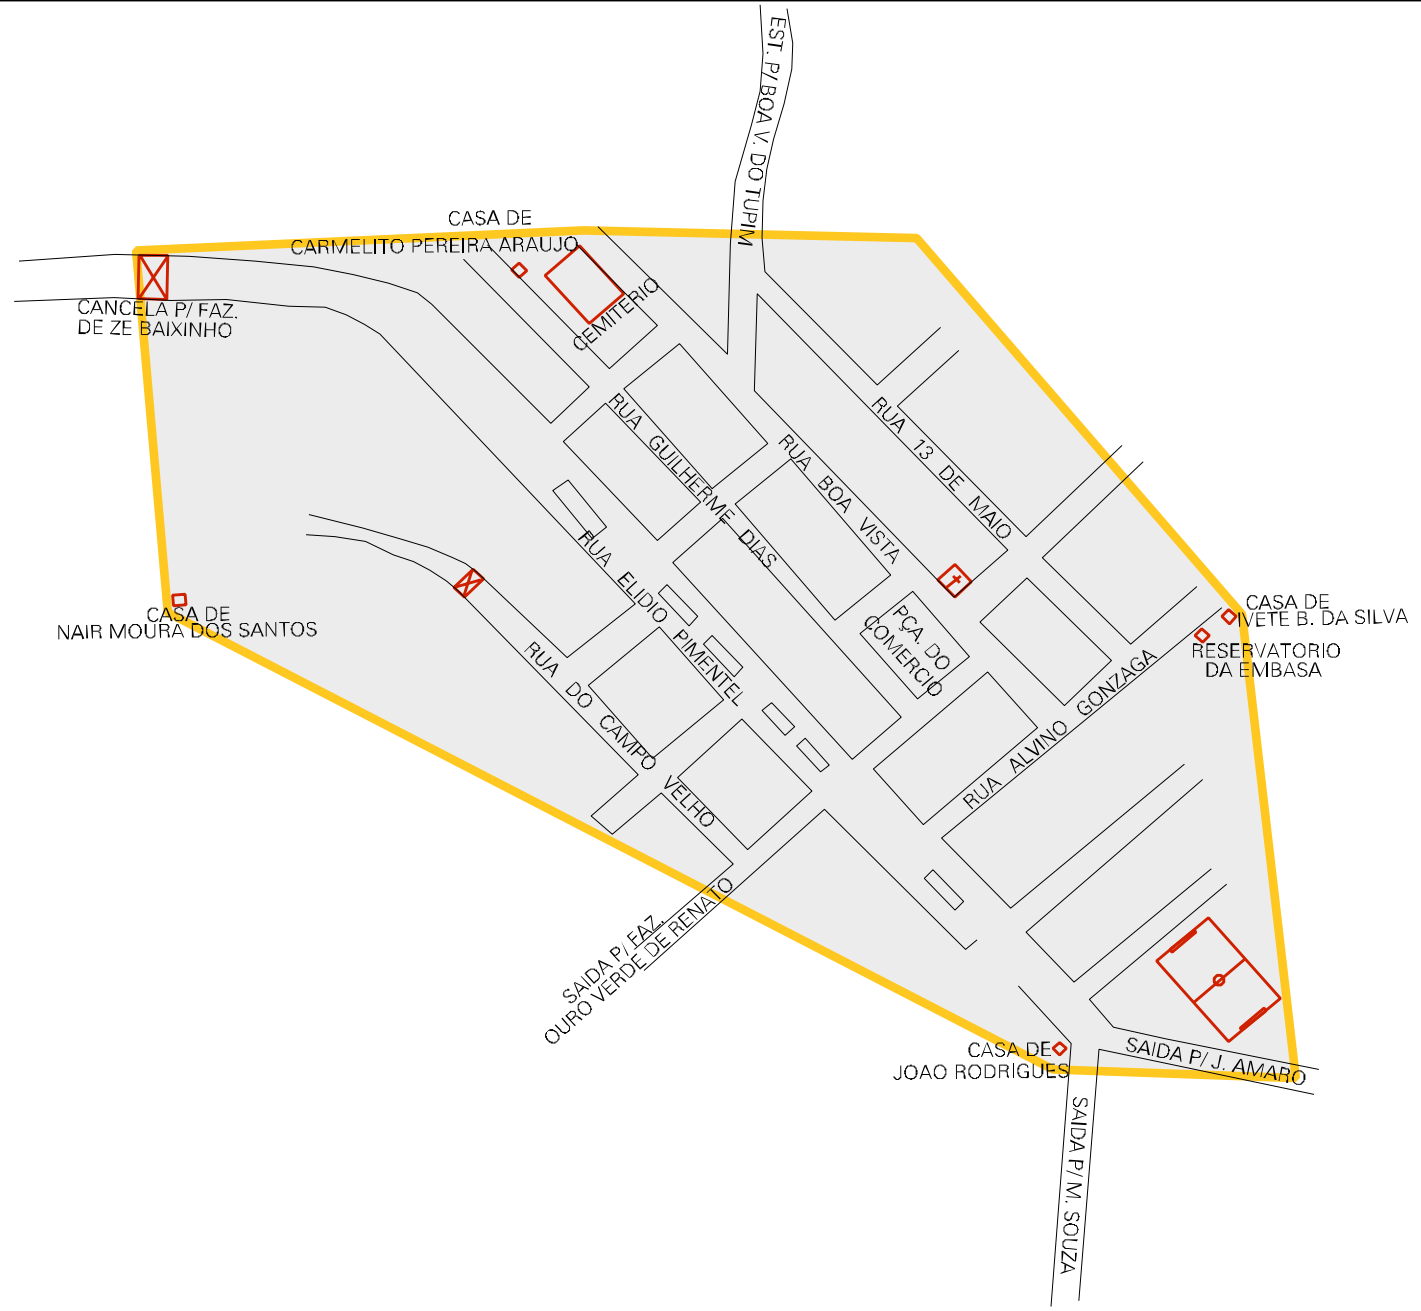 EST. P/ BOA V. DO TUPIM
CASA DE
CARMELITO PEREIRA ARAUJO
CEMITERIO
CANCELA P/ FAZ.
DE ZE BAIXINHO
RUA GUILHERME DIAS
RUA BOA VISTA
RUA 13 DE MAIO
RUA ELIDIO PIMENTEL
CASA DE
NAIR MOURA DOS SANTOS
PÇA. DO
COMERCIO
CASA DE
IVETE B. DA SILVA
RESERVATORIO
DA EMBASA
RUA DO CAMPO VELHO
RUA ALVINO GONZAGA
SAIDA P/ FAZ.
OURO VERDE DE RENATO
CASA DE
JOAO RODRIGUES
SAIDA P/ J. AMARO
SAIDA P/ M. SOUZA